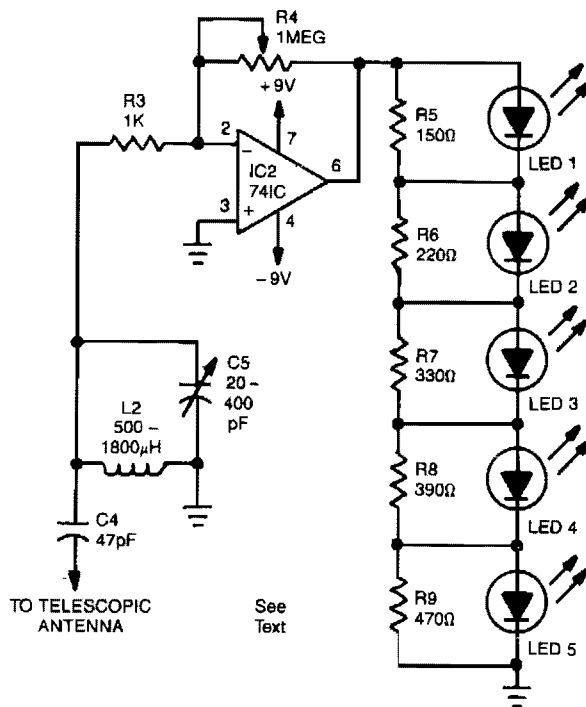 R4
1MEG
+9V
R3
1K
2
7
6
IC2
74IC
3
4
-9V
R5
150Ω
LED 1
R6
220Ω
LED 2
R7
330Ω
LED 3
R8
390Ω
LED 4
R9
470Ω
LED 5
C5
20 -
400
pF
L2
500 -
1800µH
C4
47pF
TO TELESCOPIC
ANTENNA
See
Text